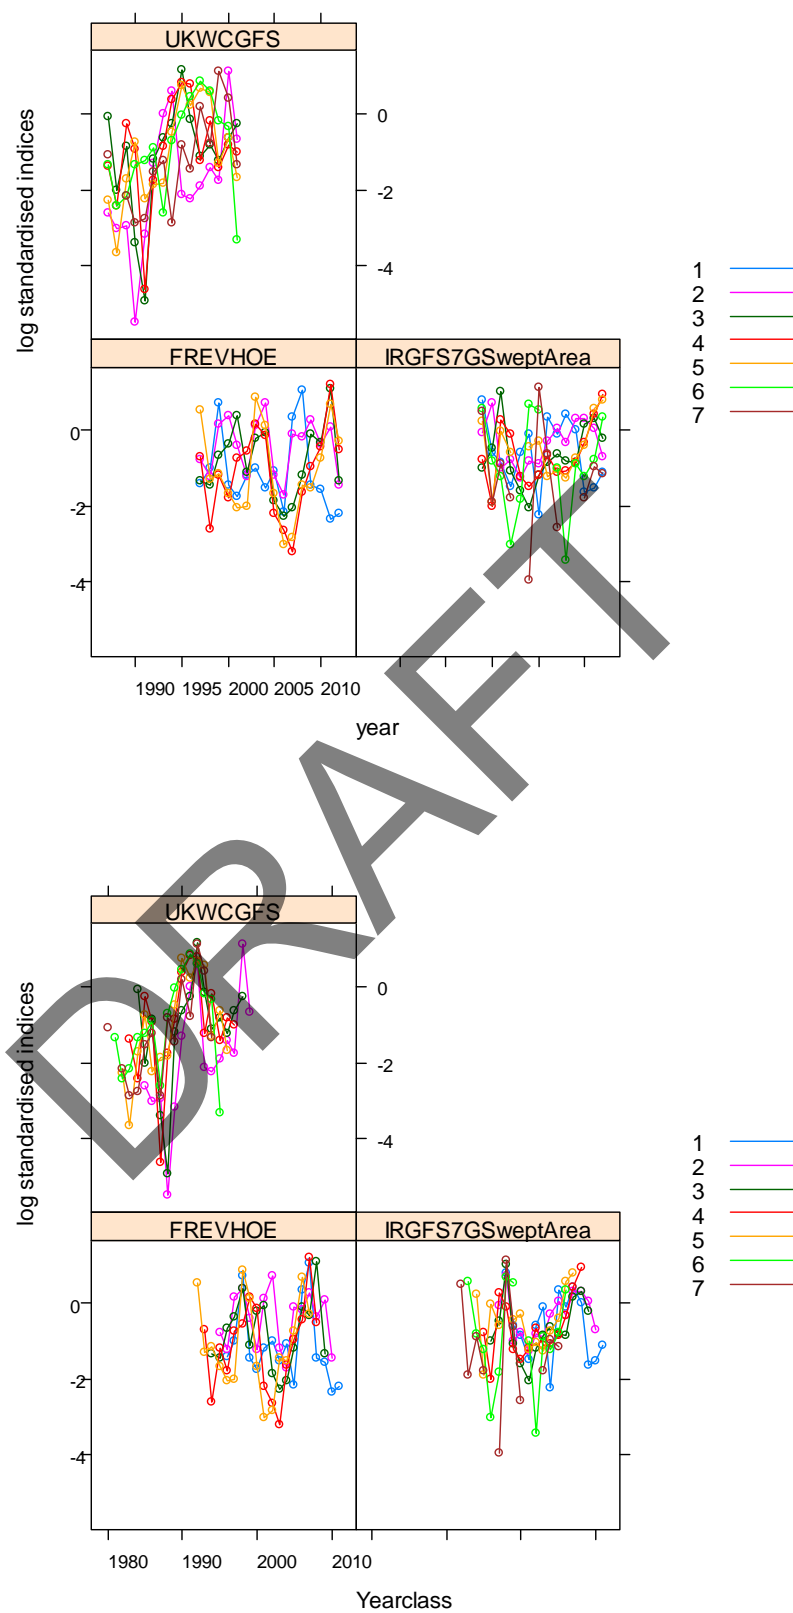 UKWCGFS
log standardised indices
0
-2
-4
1
2
3
4
5
6
7
FREVHOE
IRGFS7GSweptArea
0
-2
-4
1990 1995 2000 2005 2010
year
DRAFT
UKWCGFS
log standardised indices
0
-2
-4
1
2
3
4
5
6
7
FREVHOE
IRGFS7GSweptArea
0
-2
-4
1980 1990 2000 2010
Yearclass